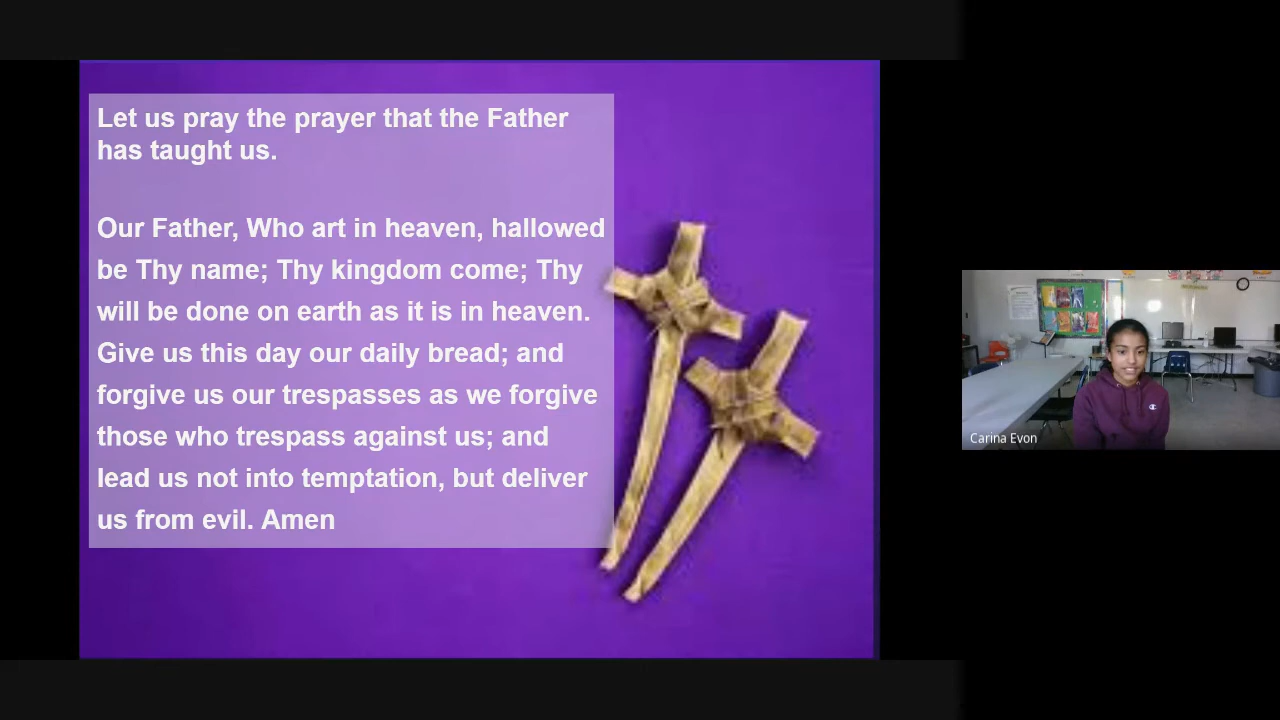 Let us pray the prayer that the Father
has taught us.
Our Father, Who art in heaven, hallowed
be Thy name; Thy kingdom come; Thy
will be done on earth as it is in heaven.
Give us this day our daily bread; and
forgive us our trespasses as we forgive
those who trespass against us; and
lead us not into temptation, but deliver
us from evil. Amen
Carina Evon